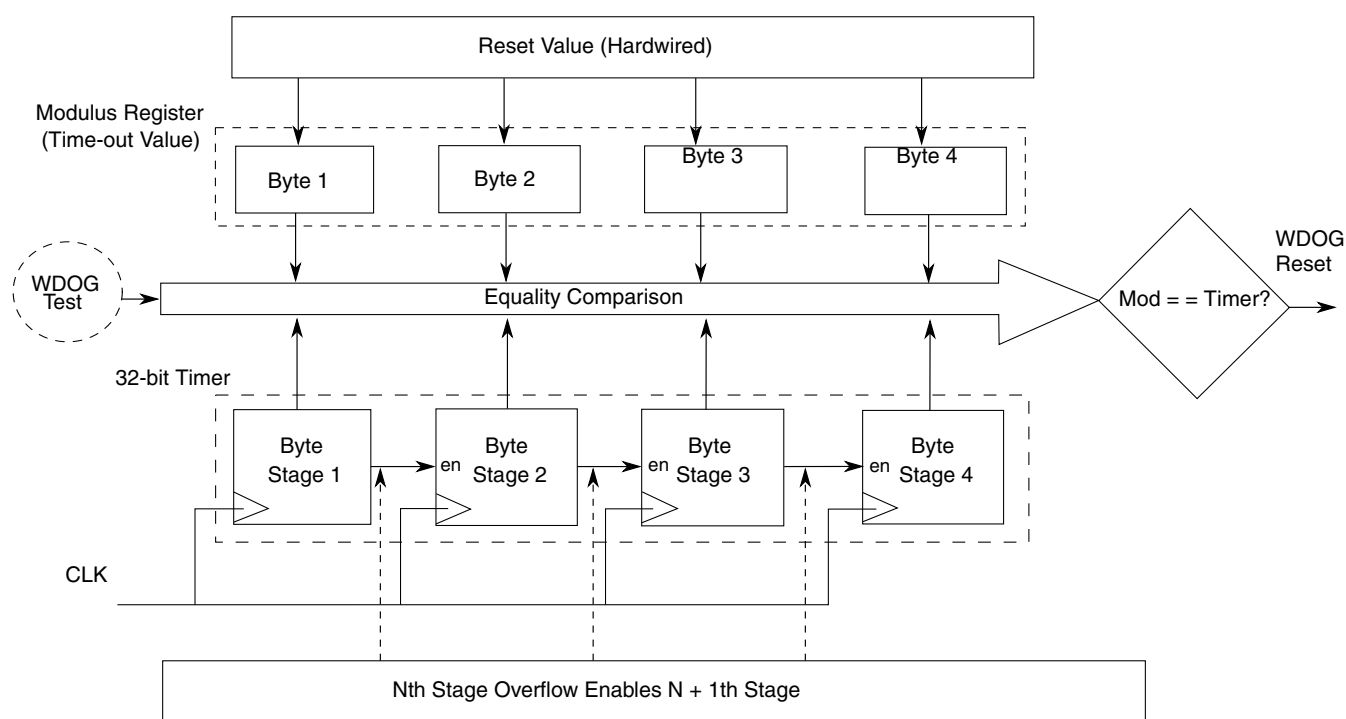 Reset Value (Hardwired)
Modulus Register
(Time-out Value)
Byte 1
Byte 2
Byte 3
Byte 4
WDOG
Test
Equality Comparison
Mod = = Timer?
WDOG
Reset
32-bit Timer
Byte
Stage 1
en
Byte
Stage 2
en
Byte
Stage 3
en
Byte
Stage 4
CLK
Nth Stage Overflow Enables N + 1th Stage